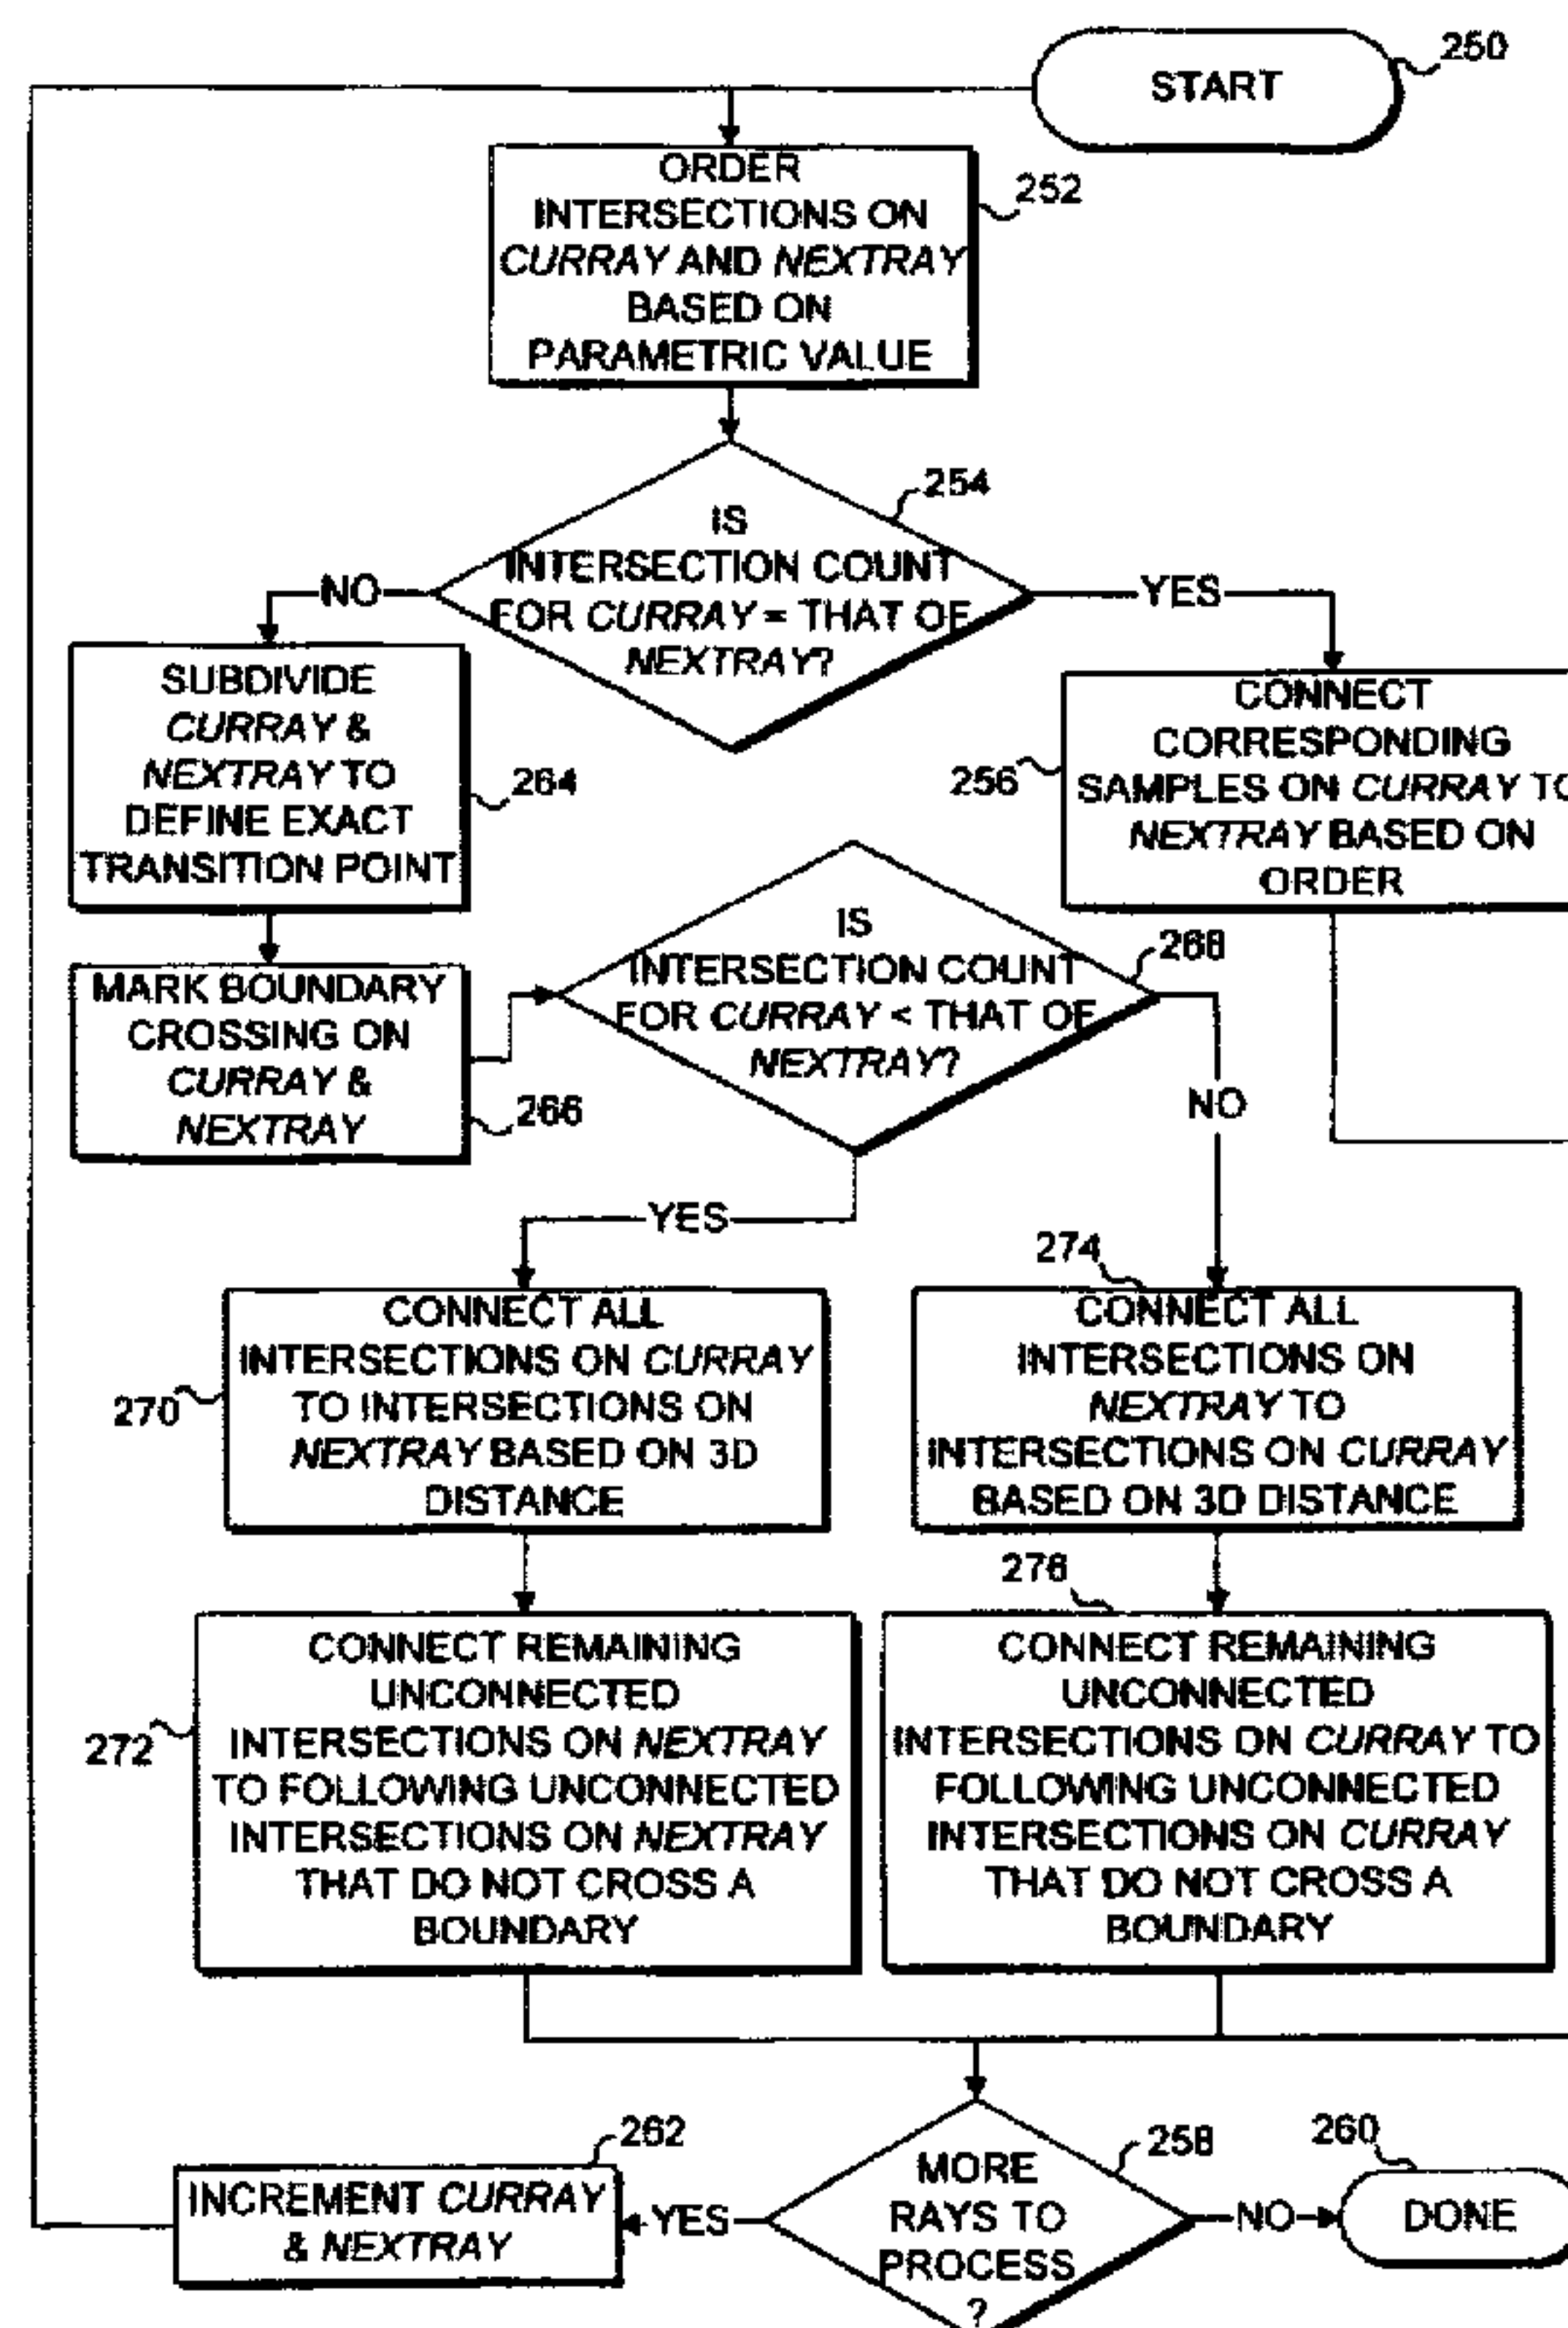 START
250
ORDER
INTERSECTIONS ON
CURRAY AND NEXTRAY
BASED ON
PARAMETRIC VALUE
252
254
IS
INTERSECTION COUNT
FOR CURRAY = THAT OF
NEXTRAY?
NO
YES
SUBDIVIDE
CURRAY &
NEXTRAY TO
DEFINE EXACT
TRANSITION POINT
264
256
CONNECT
CORRESPONDING
SAMPLES ON CURRAY TO
NEXTRAY BASED ON
ORDER
MARK BOUNDARY
CROSSING ON
CURRAY &
NEXTRAY
266
IS
INTERSECTION COUNT
FOR CURRAY < THAT OF
NEXTRAY?
268
NO
YES
270
CONNECT ALL
INTERSECTIONS ON CURRAY
TO INTERSECTIONS ON
NEXTRAY BASED ON 3D
DISTANCE
274
CONNECT ALL
INTERSECTIONS ON
NEXTRAY TO
INTERSECTIONS ON CURRAY
BASED ON 3D DISTANCE
272
CONNECT REMAINING
UNCONNECTED
INTERSECTIONS ON NEXTRAY
TO FOLLOWING UNCONNECTED
INTERSECTIONS ON NEXTRAY
THAT DO NOT CROSS A
BOUNDARY
276
CONNECT REMAINING
UNCONNECTED
INTERSECTIONS ON CURRAY TO
FOLLOWING UNCONNECTED
INTERSECTIONS ON CURRAY
THAT DO NOT CROSS A
BOUNDARY
262
INCREMENT CURRAY
& NEXTRAY
YES
258
MORE
RAYS TO
PROCESS
?
NO
260
DONE